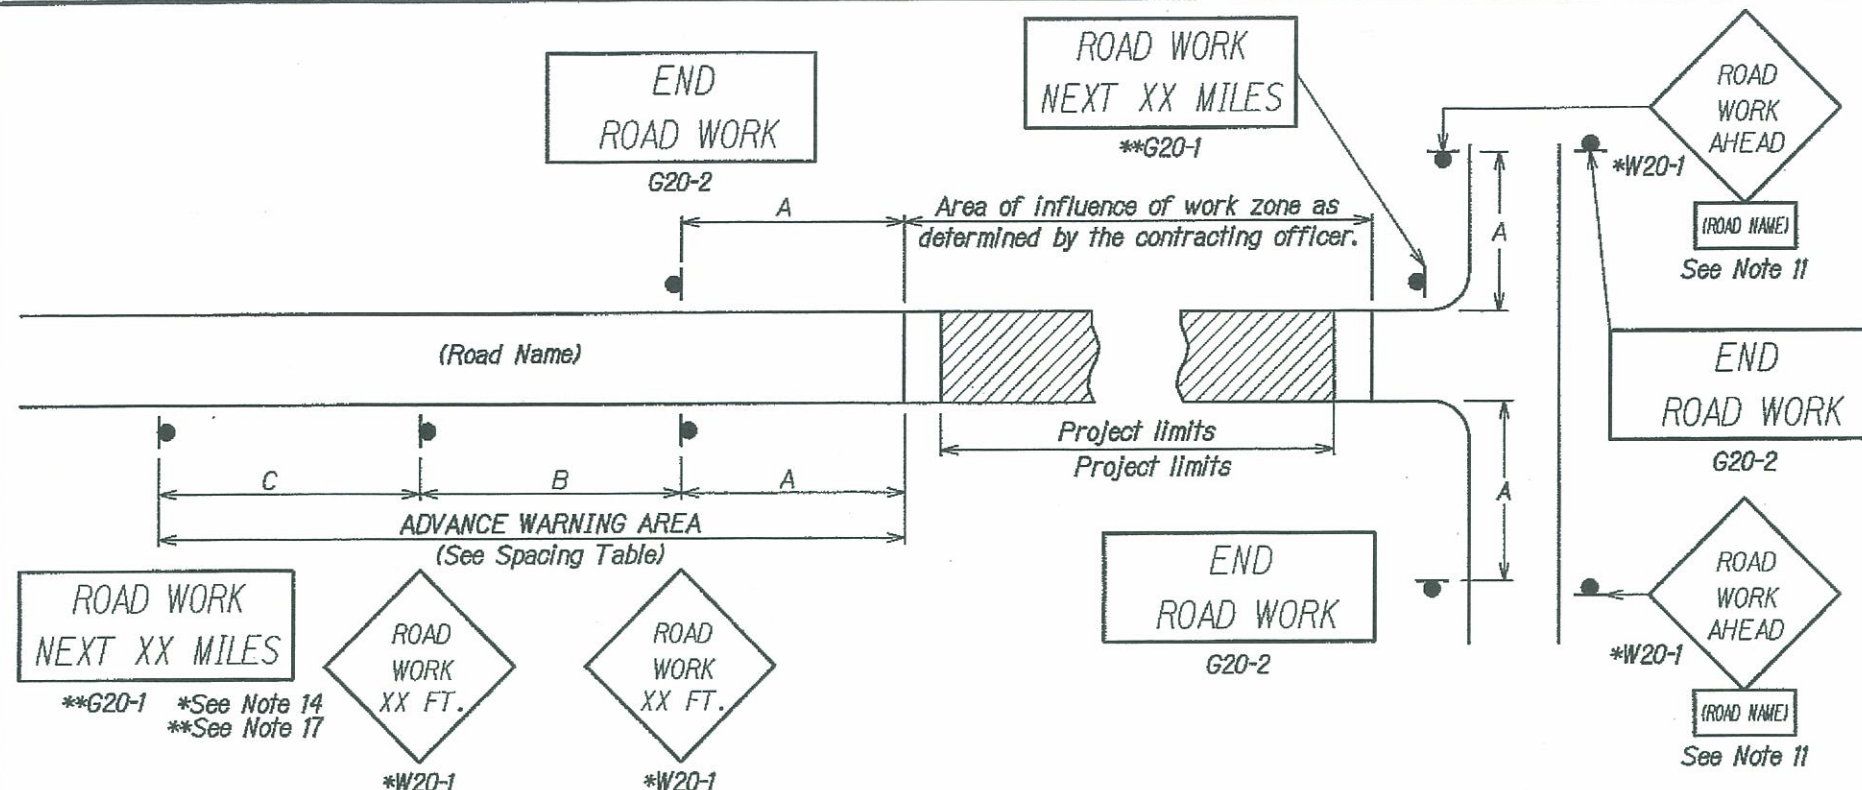 END
ROAD WORK
G20-2
ROAD WORK
NEXT XX MILES
**G20-1
ROAD
WORK
AHEAD
*W20-1
(ROAD NAME)
See Note 11
A
Area of influence of work zone as
determined by the contracting officer.
A
(Road Name)
END
ROAD WORK
G20-2
Project limits
Project limits
C
B
A
A
ADVANCE WARNING AREA
(See Spacing Table)
ROAD WORK
NEXT XX MILES
**G20-1
*See Note 14
**See Note 17
ROAD
WORK
XX FT.
*W20-1
ROAD
WORK
XX FT.
*W20-1
END
ROAD WORK
G20-2
ROAD
WORK
AHEAD
*W20-1
(ROAD NAME)
See Note 11